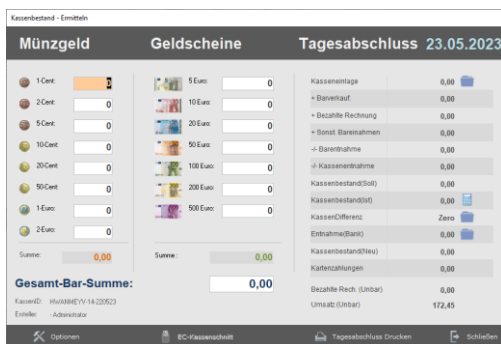 Kassenbestand - Ermitteln
Münzgeld
Geldscheine
Tagesabschluss 23.05.2023
1-Cent: 0
2-Cent: 0
5-Cent: 0
10-Cent: 0
20-Cent: 0
50-Cent: 0
1-Euro: 0
2-Euro: 0
Summe: 0,00
5 Euro: 0
10 Euro: 0
20 Euro: 0
50 Euro: 0
100 Euro: 0
200 Euro: 0
500 Euro: 0
Summe : 0,00
Gesamt-Bar-Summe: 0,00
KassenID: 
Ersteller: - Administrator
Kasseneinlage 0,00
+ Barverkauf: 0,00
+ Bezahlte Rechnung 0,00
+ Sonst. Bareinahmen 0,00
-/- Barentnahme 0,00
-/- Kassenentnahme 0,00
Kassenbestand(Soll) 0,00
Kassenbestand(Ist) 0,00
KassenDifferenz Zero
Entnahme(Bank) 0,00
Kassenbestand(Neu) 0,00
Kartenzahlungen 0,00
Bezahlte Rech. (Unbar) 0,00
Umsatz (Unbar) 172,45
Optionen
EC-Kassenschnitt
Tagesabschluss Drucken
Schließen